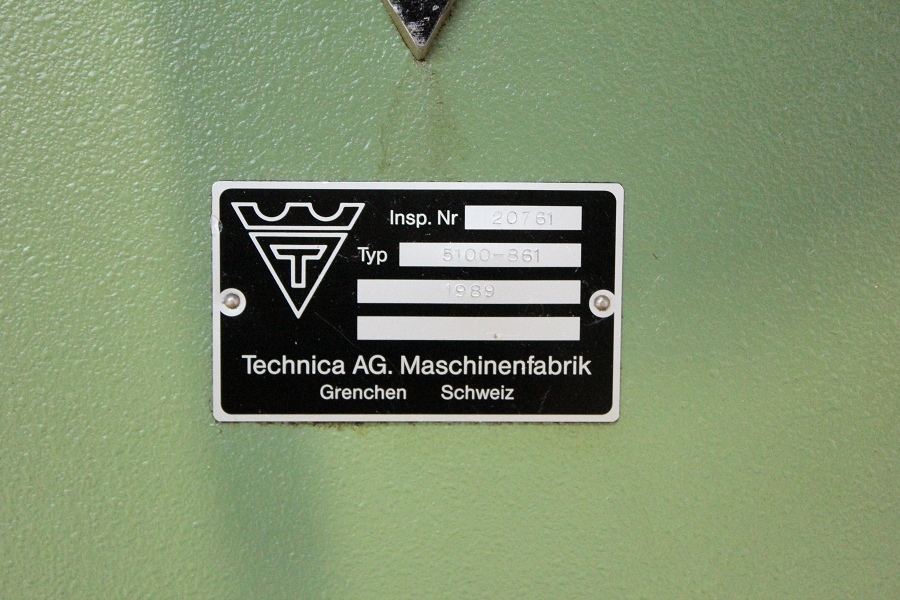 T
Insp. Nr 20761
Typ 5100-861
1989
Technica AG. Maschinenfabrik
Grenchen Schweiz